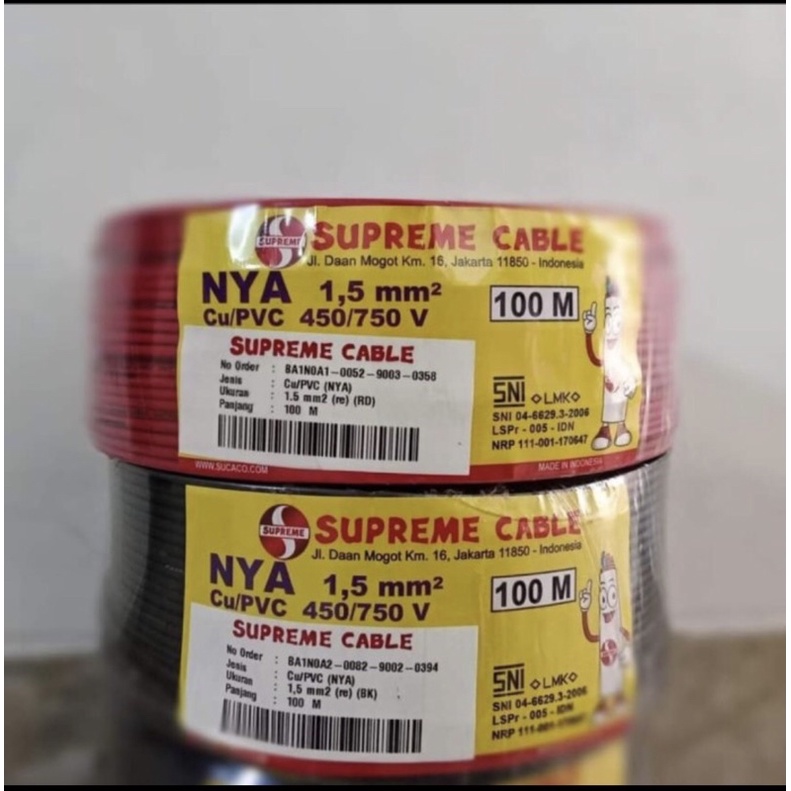 SUPREME SUPREME CABLE
Jl. Daan Mogot Km. 16, Jakarta 11850 - Indonesia
NYA 1,5 mm²
100 M
Cu/PVC 450/750 V
SUPREME CABLE
No Order : BA1N0A1-0052-9003-0358
Jenis : Cu/PVC (NYA)
Ukuran : 1.5 mm2 (re) (RD)
Panjang : 100 M
SNI LMK
SNI 04-6629.3-2006
LSPr - 005 - IDN
NRP 111-001-170647
WWW.SUCACO.COM
MADE IN INDONESIA
SUPREME SUPREME CABLE
Jl. Daan Mogot Km. 16, Jakarta 11850 - Indonesia
NYA 1,5 mm²
100 M
Cu/PVC 450/750 V
SUPREME CABLE
No Order : BA1N0A2-0082-9002-0394
Jenis : Cu/PVC (NYA)
Ukuran : 1,5 mm2 (re) (BK)
Panjang : 100 M
SNI LMK
SNI 04-6629.3-2006
LSPr - 005 - IDN
NRP 111-001-170647